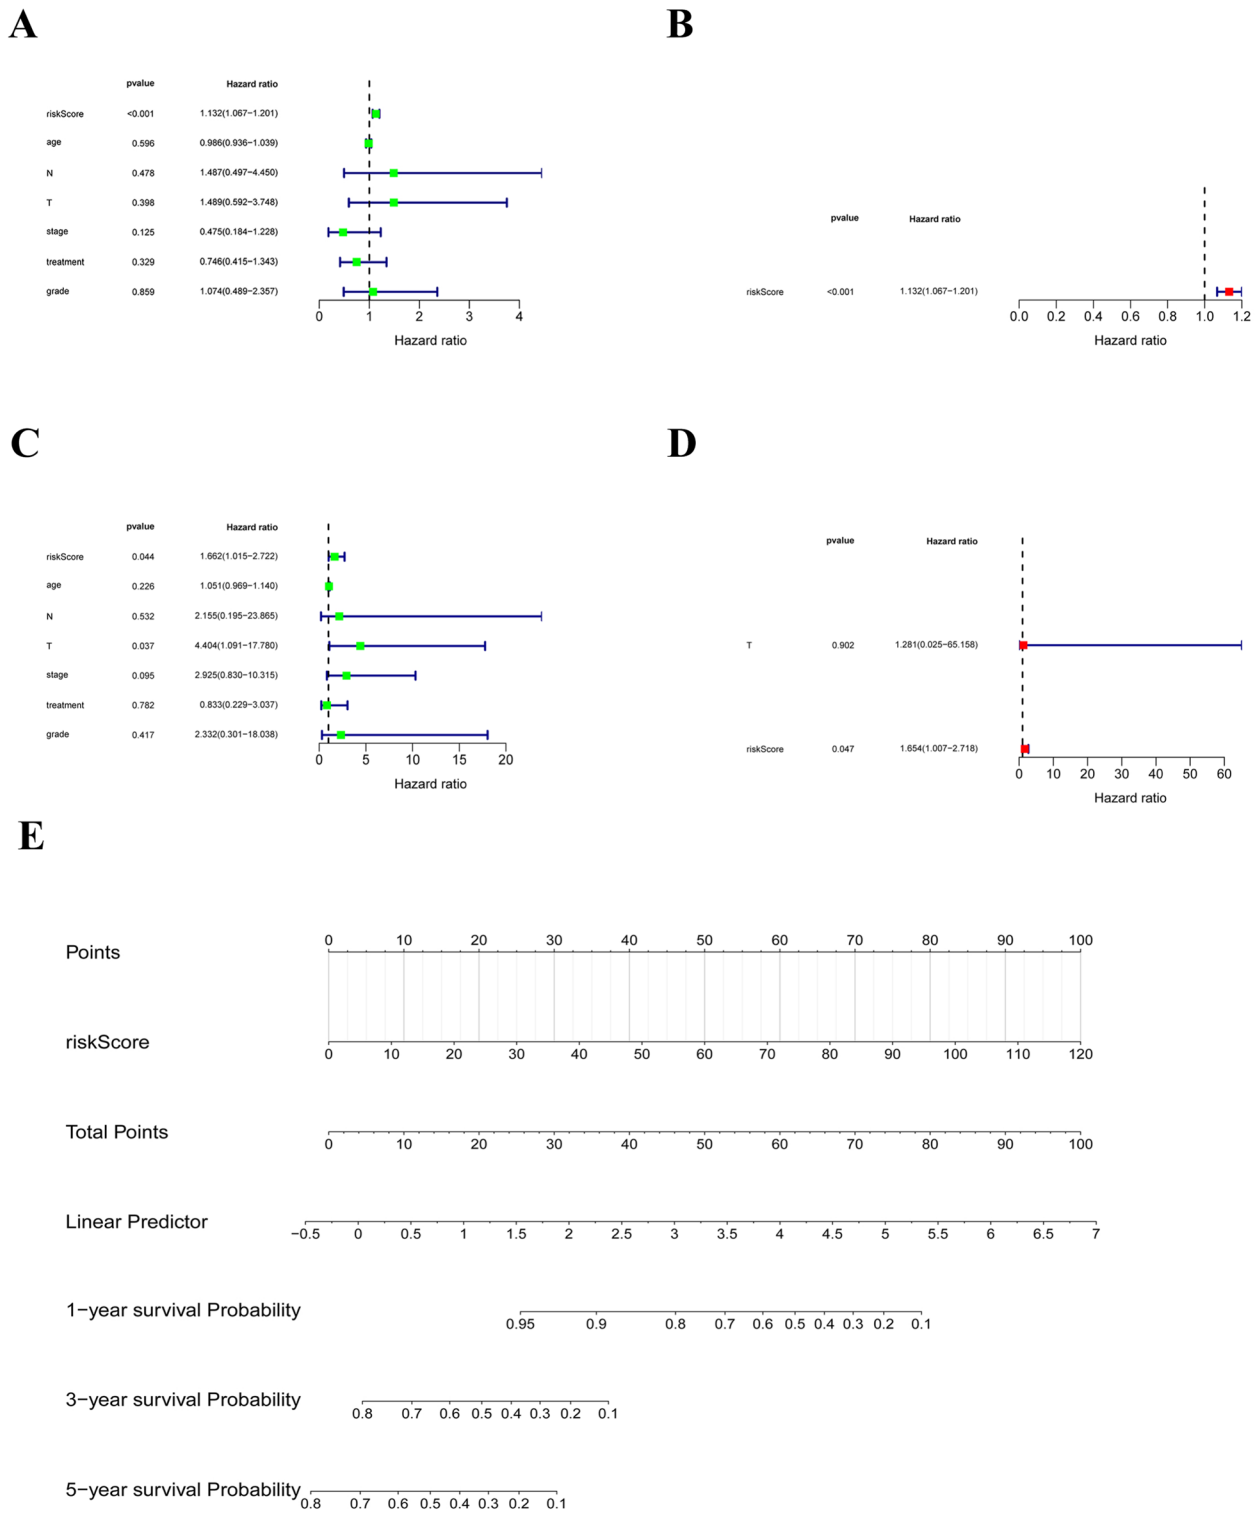 A
B
pvalue Hazard ratio
riskScore <0.001 1.132(1.067−1.201)
age 0.596 0.986(0.936−1.039)
N 0.478 1.487(0.497−4.450)
T 0.398 1.489(0.592−3.748)
stage 0.125 0.475(0.184−1.228)
treatment 0.329 0.746(0.415−1.343)
grade 0.859 1.074(0.489−2.357)
0 1 2 3 4
Hazard ratio
pvalue Hazard ratio
riskScore <0.001 1.132(1.067−1.201)
0.0 0.2 0.4 0.6 0.8 1.0 1.2
Hazard ratio
C
D
pvalue Hazard ratio
riskScore 0.044 1.662(1.015−2.722)
age 0.226 1.051(0.969−1.140)
N 0.532 2.155(0.195−23.865)
T 0.037 4.404(1.091−17.780)
stage 0.095 2.925(0.830−10.315)
treatment 0.782 0.833(0.229−3.037)
grade 0.417 2.332(0.301−18.038)
0 5 10 15 20
Hazard ratio
pvalue Hazard ratio
T 0.902 1.281(0.025−65.158)
riskScore 0.047 1.654(1.007−2.718)
0 10 20 30 40 50 60
Hazard ratio
E
Points 0 10 20 30 40 50 60 70 80 90 100
riskScore 0 10 20 30 40 50 60 70 80 90 100 110 120
Total Points 0 10 20 30 40 50 60 70 80 90 100
Linear Predictor −0.5 0 0.5 1 1.5 2 2.5 3 3.5 4 4.5 5 5.5 6 6.5 7
1−year survival Probability 0.95 0.9 0.8 0.7 0.6 0.5 0.4 0.3 0.2 0.1
3−year survival Probability 0.8 0.7 0.6 0.5 0.4 0.3 0.2 0.1
5−year survival Probability 0.8 0.7 0.6 0.5 0.4 0.3 0.2 0.1